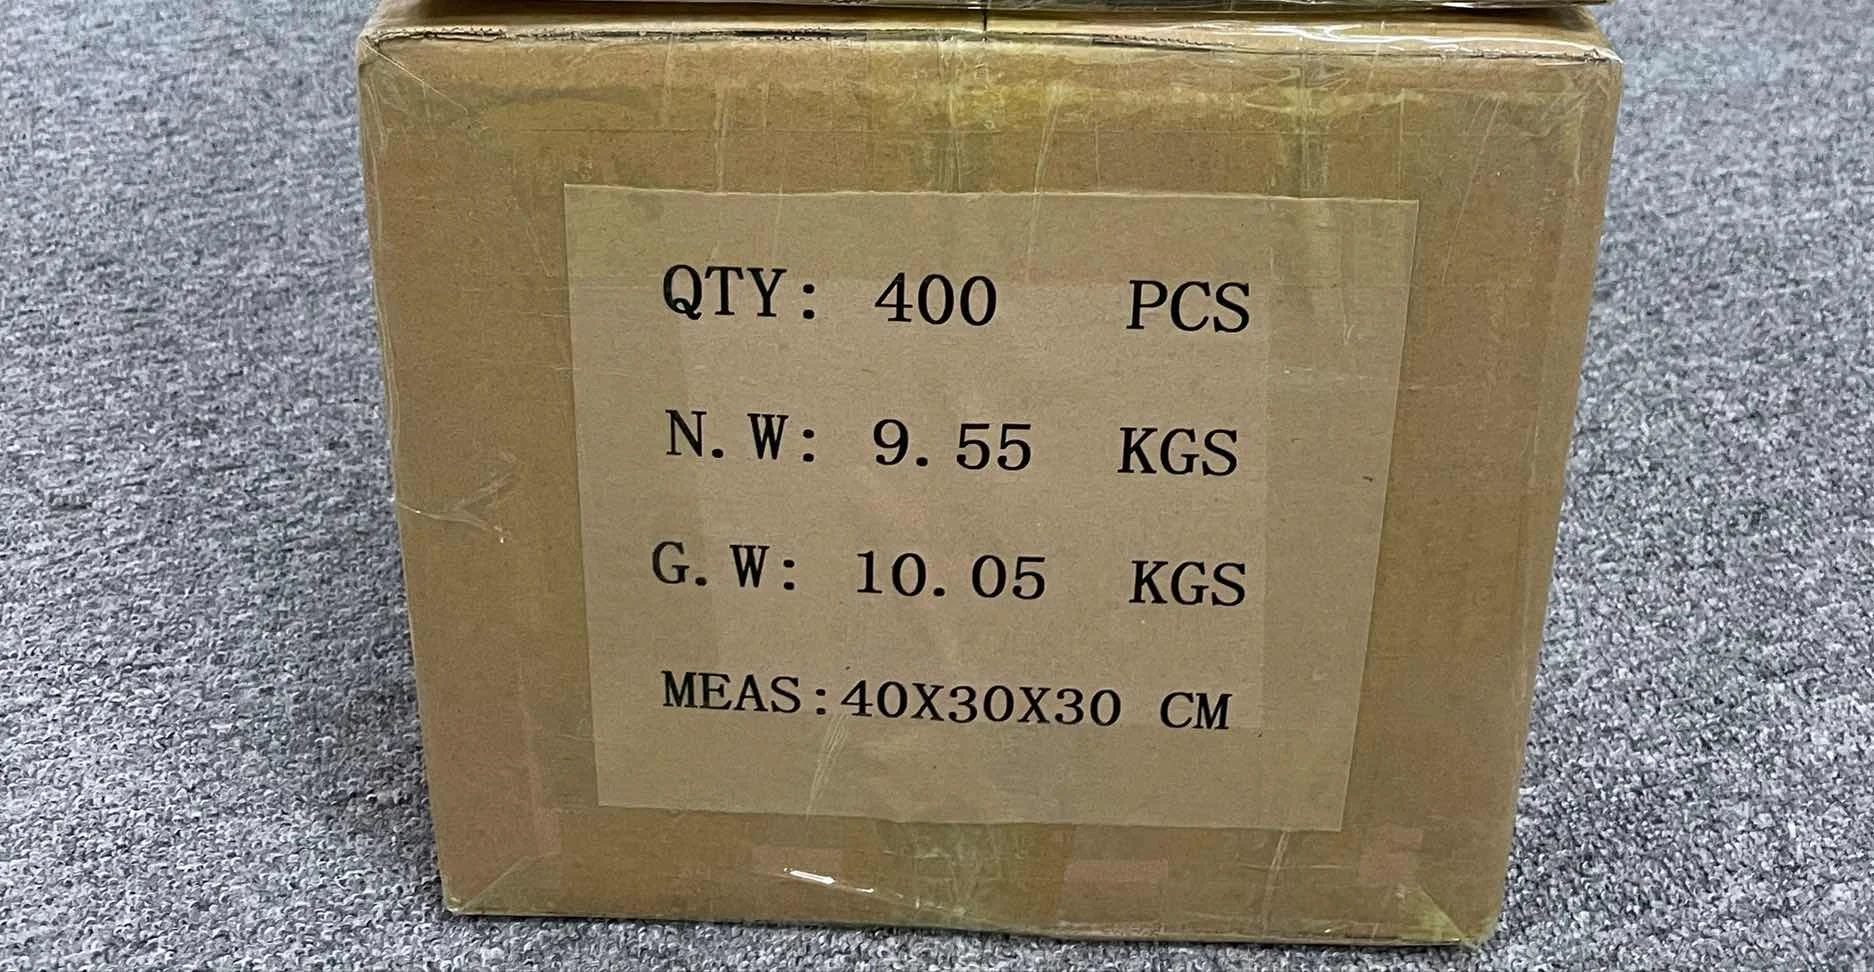 QTY: 400 PCS
N.W: 9.55 KGS
G.W: 10.05 KGS
MEAS:40X30X30 CM